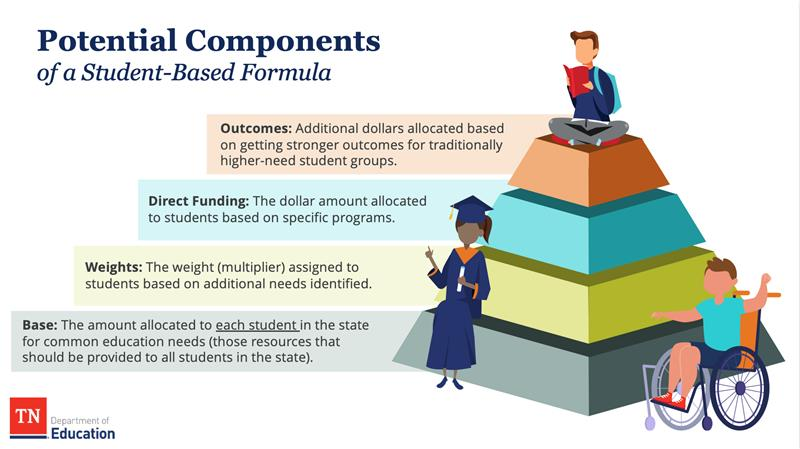 Potential Components
of a Student-Based Formula
Outcomes: Additional dollars allocated based
on getting stronger outcomes for traditionally
higher-need student groups.
Direct Funding: The dollar amount allocated
to students based on specific programs.
Weights: The weight (multiplier) assigned to
students based on additional needs identified.
Base: The amount allocated to each student in the state
for common education needs (those resources that
should be provided to all students in the state).
TN
Department of
Education